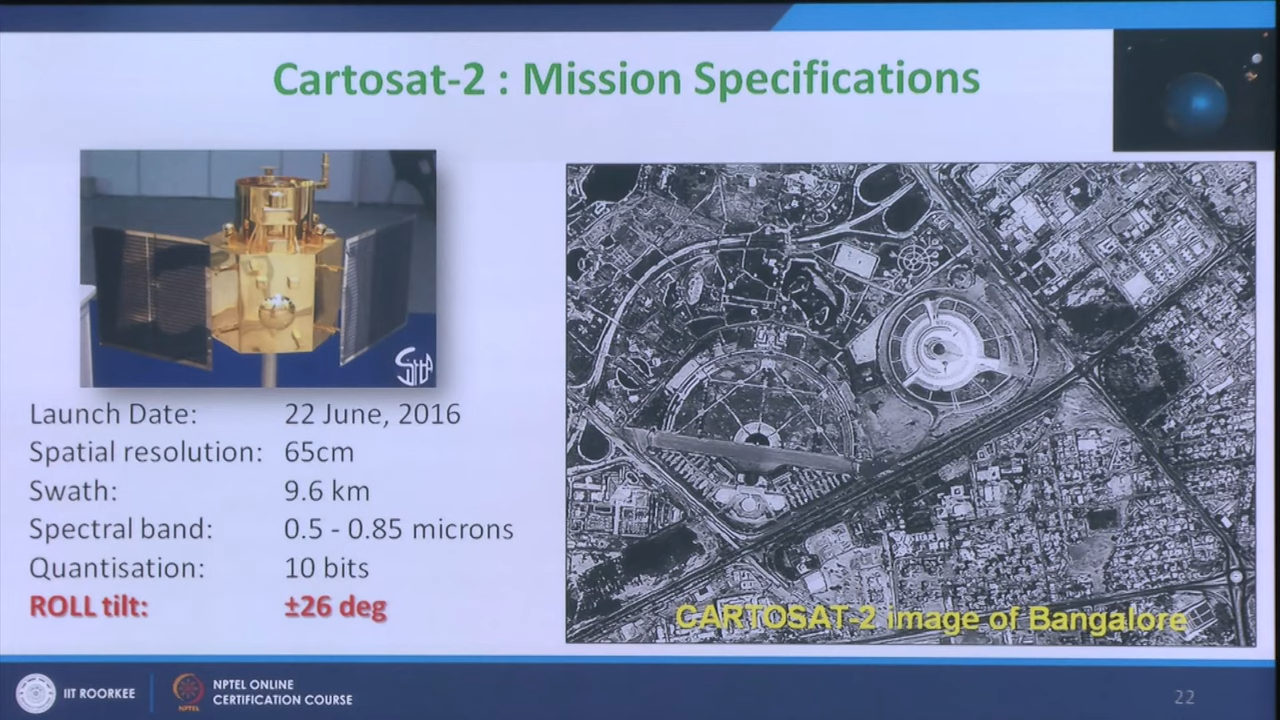 Cartosat-2 : Mission Specifications
Launch Date: 22 June, 2016
Spatial resolution: 65cm
Swath: 9.6 km
Spectral band: 0.5 - 0.85 microns
Quantisation: 10 bits
ROLL tilt: ±26 deg
CARTOSAT-2 image of Bangalore
IIT ROORKEE
NPTEL
NPTEL ONLINE
CERTIFICATION COURSE
22